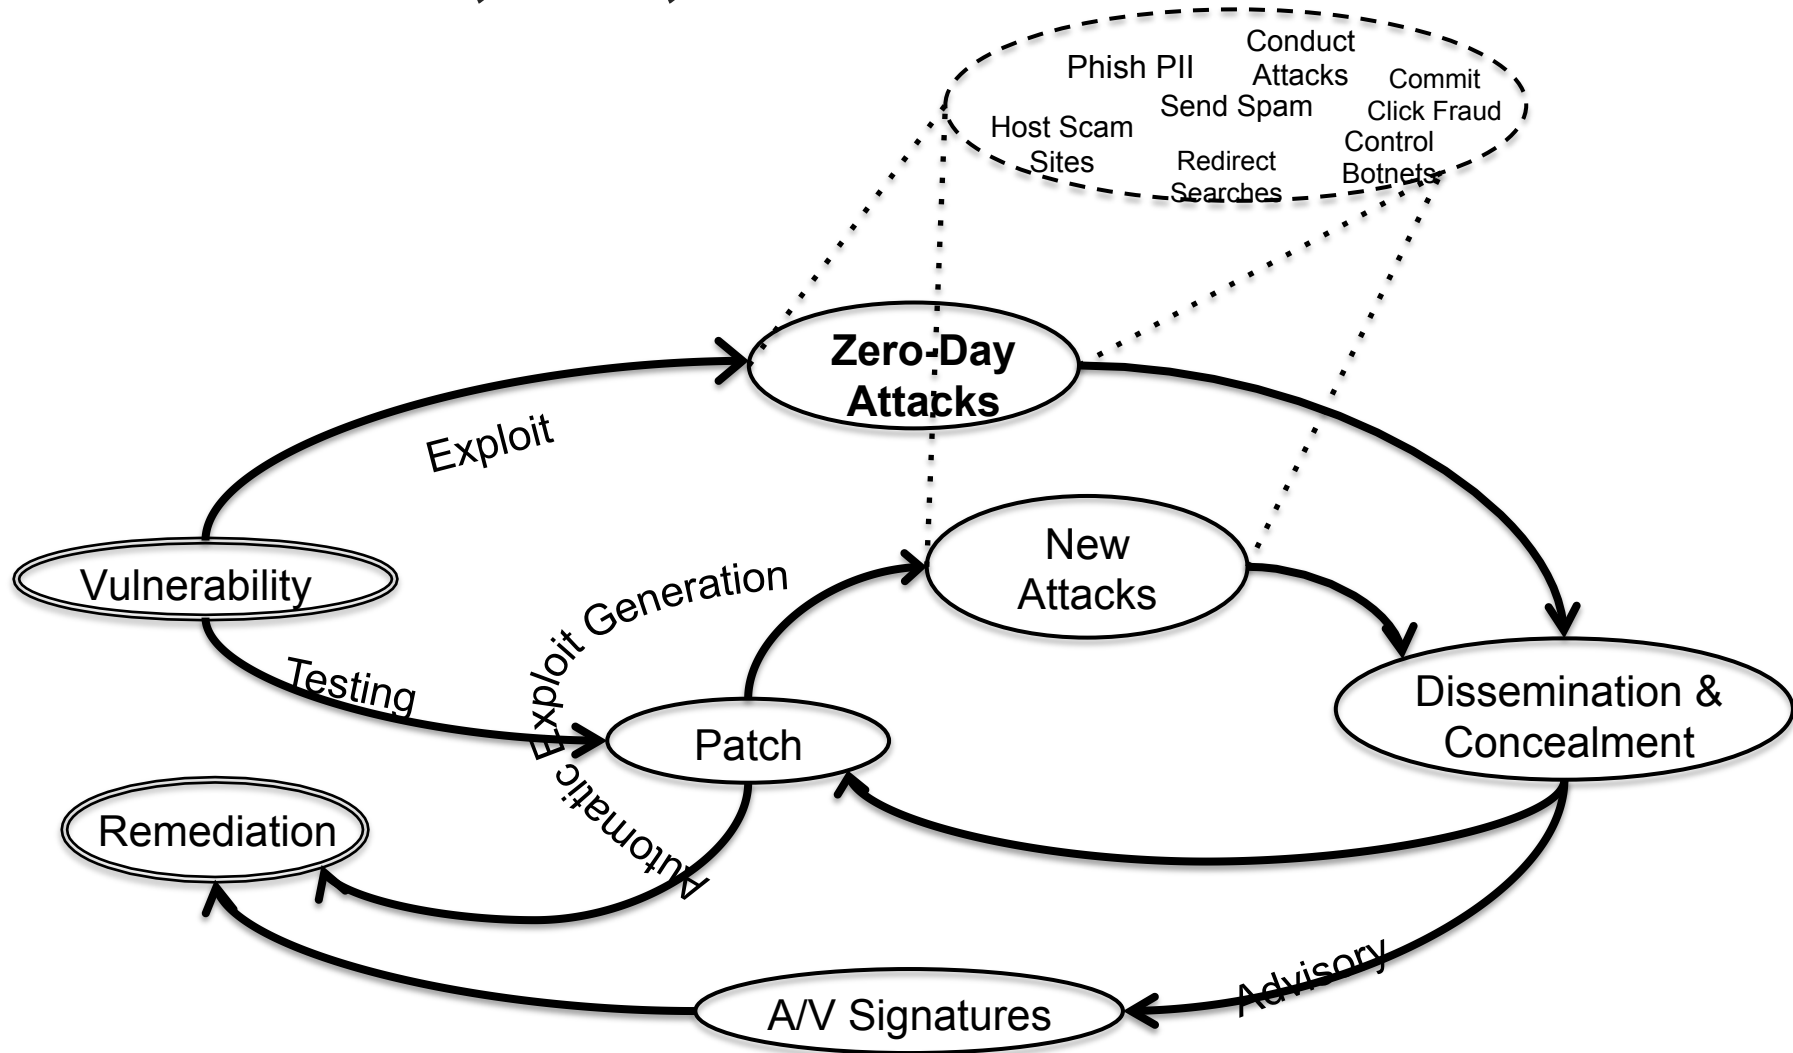 Conduct
Attacks
Phish PII
Commit
Click Fraud
Send Spam
Host Scam
Sites
Control
Botnets
Redirect
Searches
Zero-Day
Attacks
Exploit
New
Attacks
Vulnerability
Automatic Exploit Generation
Testing
Patch
Dissemination &
Concealment
Remediation
Advisory
A/V Signatures